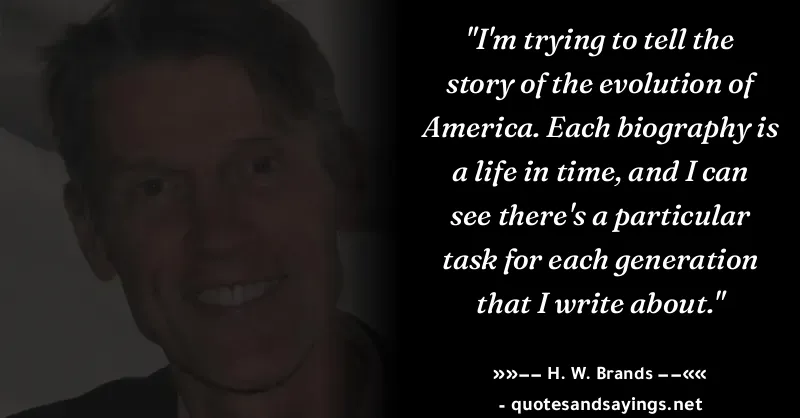 "I'm trying to tell the
story of the evolution of
America. Each biography is
a life in time, and I can
see there's a particular
task for each generation
that I write about."
»»–– H. W. Brands ––««
- quotesandsayings.net